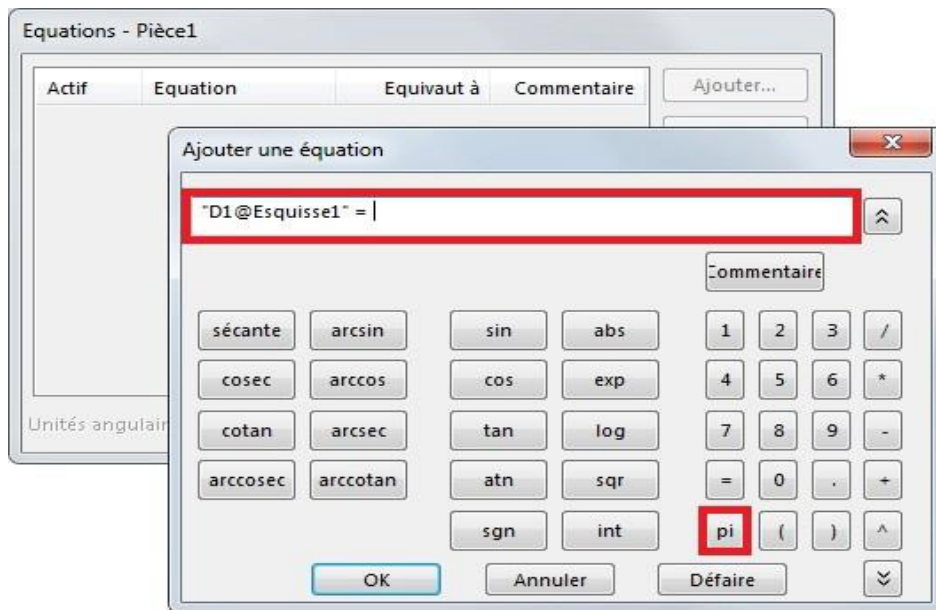 Equations - Pièce1
Actif Equation Equivaut à Commentaire Ajouter...
Ajouter une équation
"D1@Esquisse1" =
Commentaire
sécante arcsin sin abs 1 2 3 /
cosec arccos cos exp 4 5 6 *
Unités angulair
cotan arcsec tan log 7 8 9 -
arccosec arccotan atn sqr = 0 . +
sgn int pi ( ) ^
OK Annuler Défaire